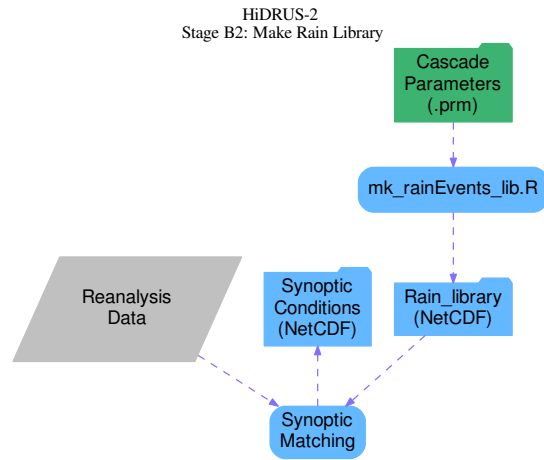 HiDRUS-2
Stage B2: Make Rain Library
Cascade
Parameters
(.prm)
mk_rainEvents_lib.R
Reanalysis
Data
Synoptic
Conditions
(NetCDF)
Rain_library
(NetCDF)
Synoptic
Matching